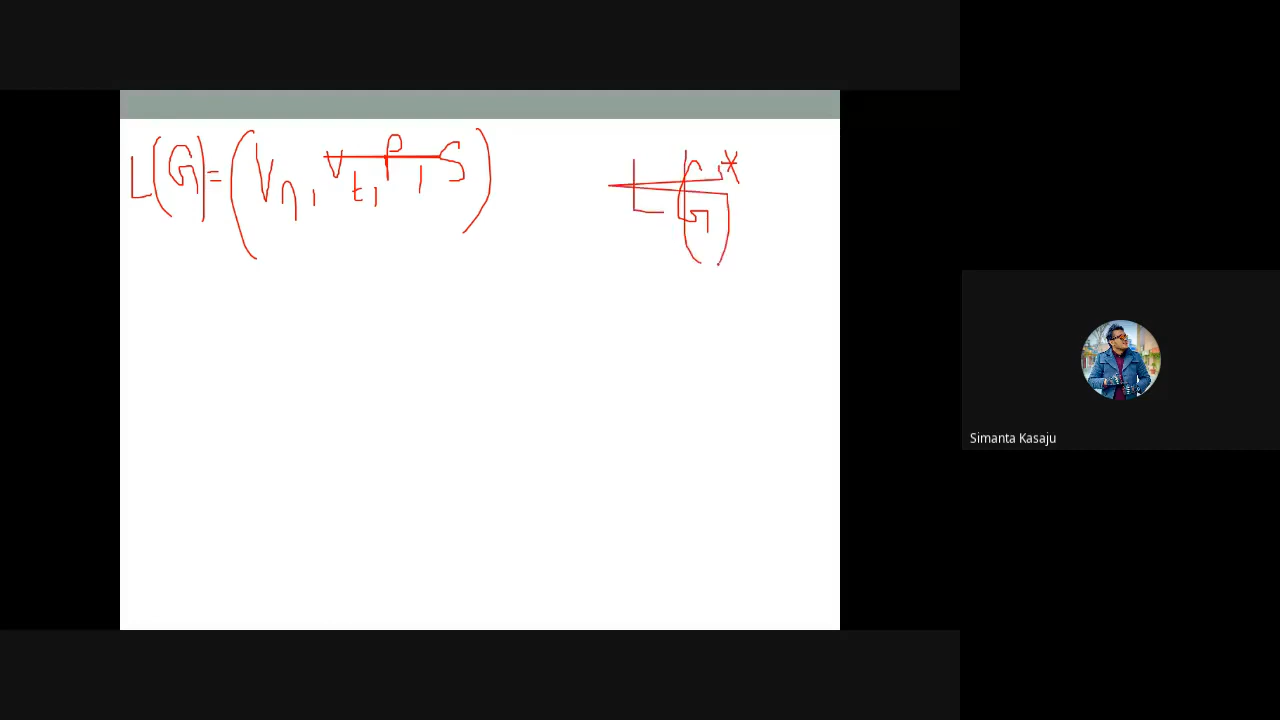 L(G) = (Vn, Vt, P, S)
L(G)
Simanta Kasaju